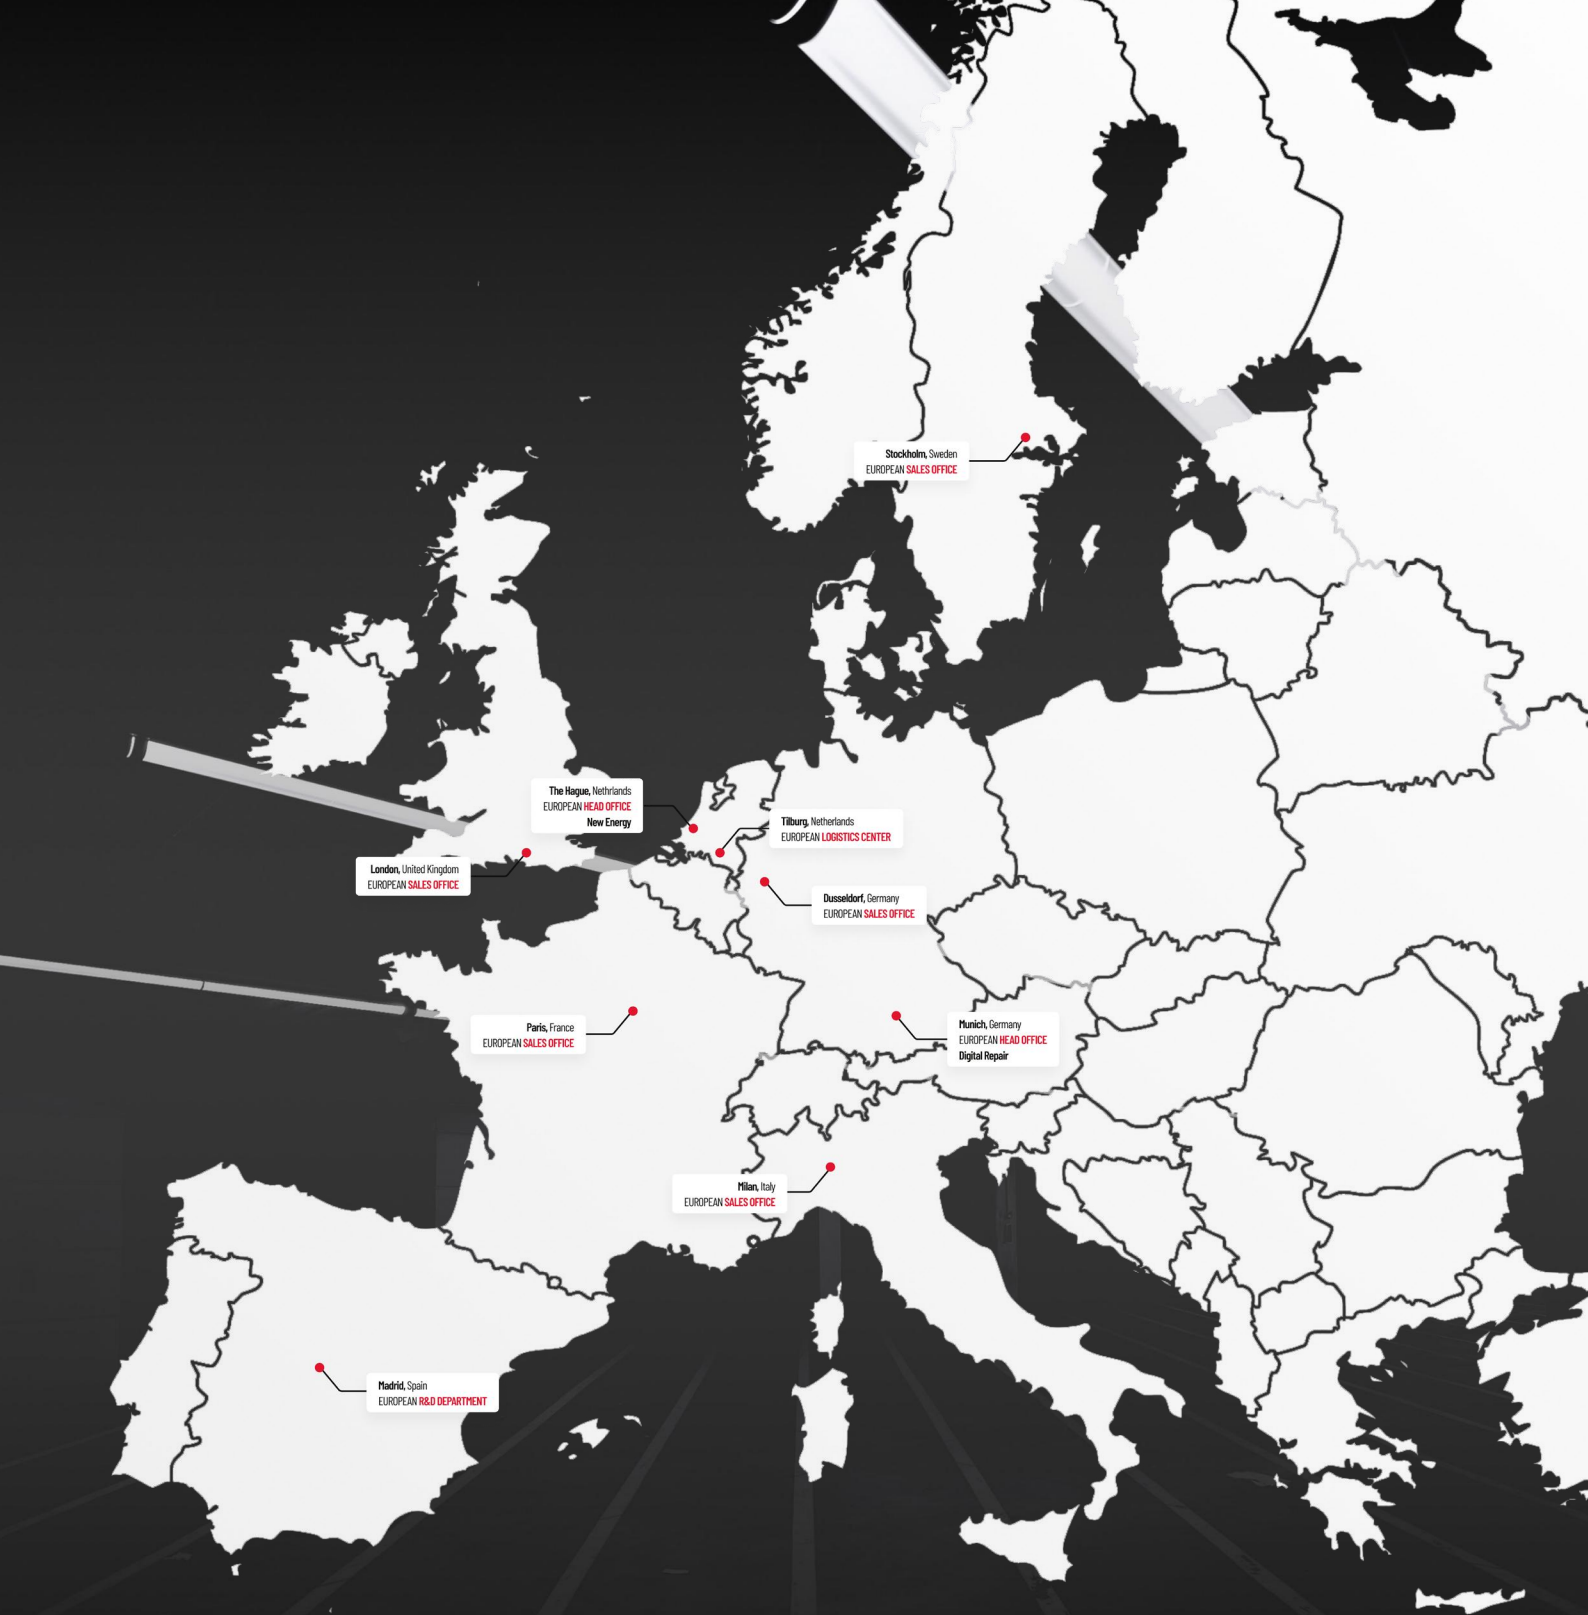 Stockholm, Sweden
EUROPEAN SALES OFFICE
The Hague, Nethrlands
EUROPEAN HEAD OFFICE
New Energy
Tilburg, Netherlands
EUROPEAN LOGISTICS CENTER
London, United Kingdom
EUROPEAN SALES OFFICE
Dusseldorf, Germany
EUROPEAN SALES OFFICE
Paris, France
EUROPEAN SALES OFFICE
Munich, Germany
EUROPEAN HEAD OFFICE
Digital Repair
Milan, Italy
EUROPEAN SALES OFFICE
Madrid, Spain
EUROPEAN R&D DEPARTMENT